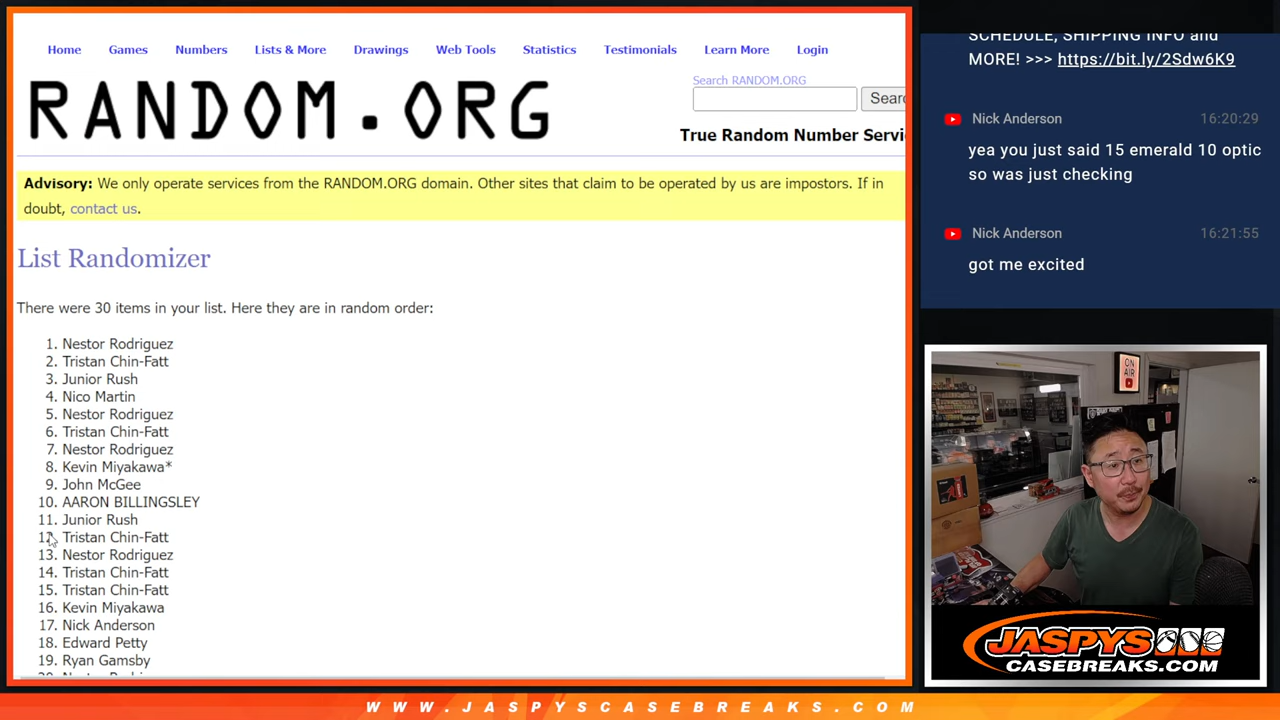 Home Games Numbers Lists & More Drawings Web Tools Statistics Testimonials Learn More Login
RANDOM.ORG
Search RANDOM.ORG
Searc
True Random Number Servi
Advisory: We only operate services from the RANDOM.ORG domain. Other sites that claim to be operated by us are impostors. If in
doubt, contact us.
List Randomizer
There were 30 items in your list. Here they are in random order:
1. Nestor Rodriguez
2. Tristan Chin-Fatt
3. Junior Rush
4. Nico Martin
5. Nestor Rodriguez
6. Tristan Chin-Fatt
7. Nestor Rodriguez
8. Kevin Miyakawa*
9. John McGee
10. AARON BILLINGSLEY
11. Junior Rush
12. Tristan Chin-Fatt
13. Nestor Rodriguez
14. Tristan Chin-Fatt
15. Tristan Chin-Fatt
16. Kevin Miyakawa
17. Nick Anderson
18. Edward Petty
19. Ryan Gamsby
SCHEDULE, SHIPPING INFO and
MORE! >>> https://bit.ly/2Sdw6K9
Nick Anderson 16:20:29
yea you just said 15 emerald 10 optic
so was just checking
Nick Anderson 16:21:55
got me excited
ON
AIR
JASPYS
CASEBREAKS.COM
WWW.JASPYSCASEBREAKS.COM